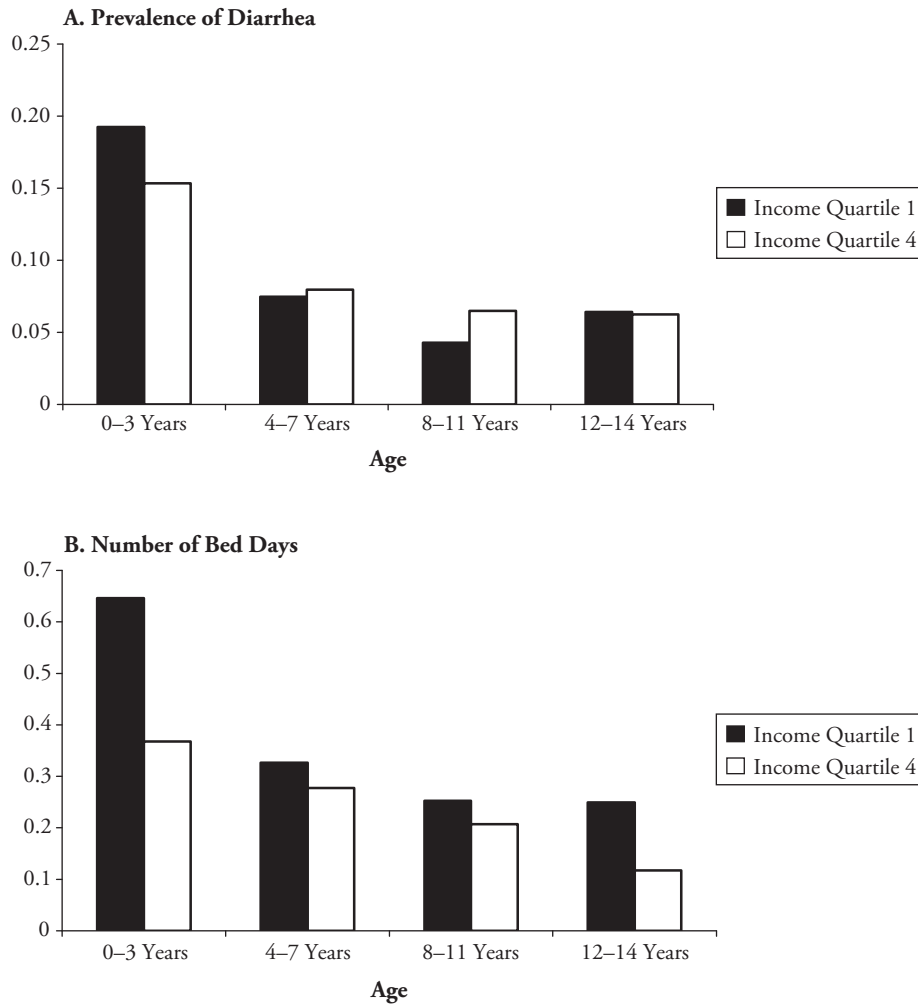 A. Prevalence of Diarrhea
0.25
0.20
0.15
0.10
0.05
0
0–3 Years 4–7 Years 8–11 Years 12–14 Years
Age
Income Quartile 1
Income Quartile 4
B. Number of Bed Days
0.7
0.6
0.5
0.4
0.3
0.2
0.1
0
0–3 Years 4–7 Years 8–11 Years 12–14 Years
Age
Income Quartile 1
Income Quartile 4